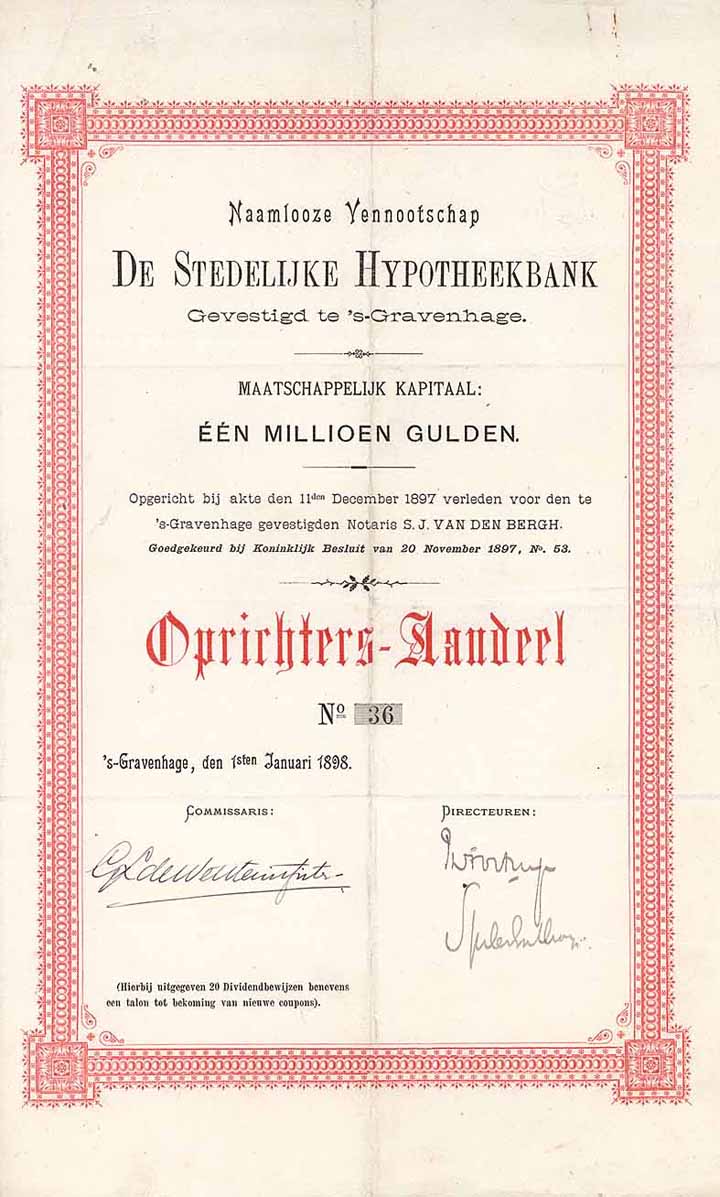 Naamlooze Vennootschap
DE STEDELIJKE HYPOTHEEKBANK
Gevestigd te 's-Gravenhage.
MAATSCHAPPELIJK KAPITAAL:
ÉÉN MILLIOEN GULDEN.
Opgericht bij akte den 11den December 1897 verleden voor den te
's-Gravenhage gevestigden Notaris S. J. VAN DEN BERGH.
Goedgekeurd bij Koninklijk Besluit van 20 November 1897, No. 53.
Oprichters-Aandeel
No 36
's-Gravenhage, den 1sten Januari 1898.
COMMISSARIS:
DIRECTEUREN:
(Hierbij uitgegeven 20 Dividendbewijzen benevens
een talon tot bekoming van nieuwe coupons).